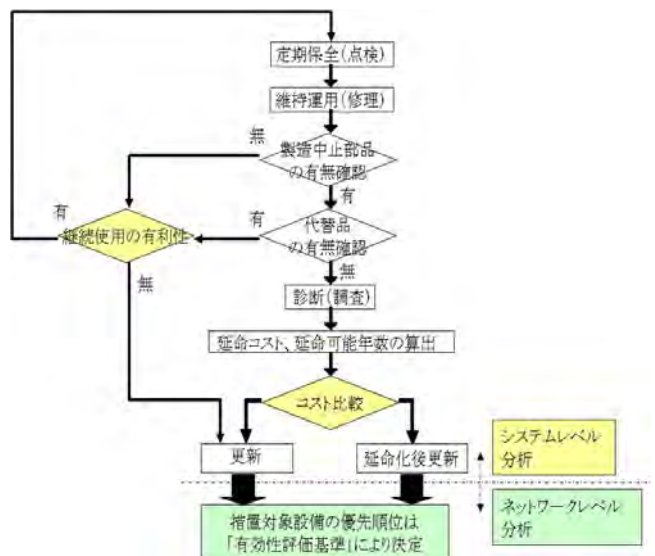 定期保全(点検)
維持運用(修理)
無
製造中止部品
の有無確認
有
有
有
代替品
の有無確認
継続使用の有利性
無
無
診断(調査)
延命コスト、延命可能年数の算出
コスト比較
更新
延命化後更新
システムレベル
分析
措置対象設備の優先順位は
「有効性評価基準」により決定
ネットワークレベル
分析